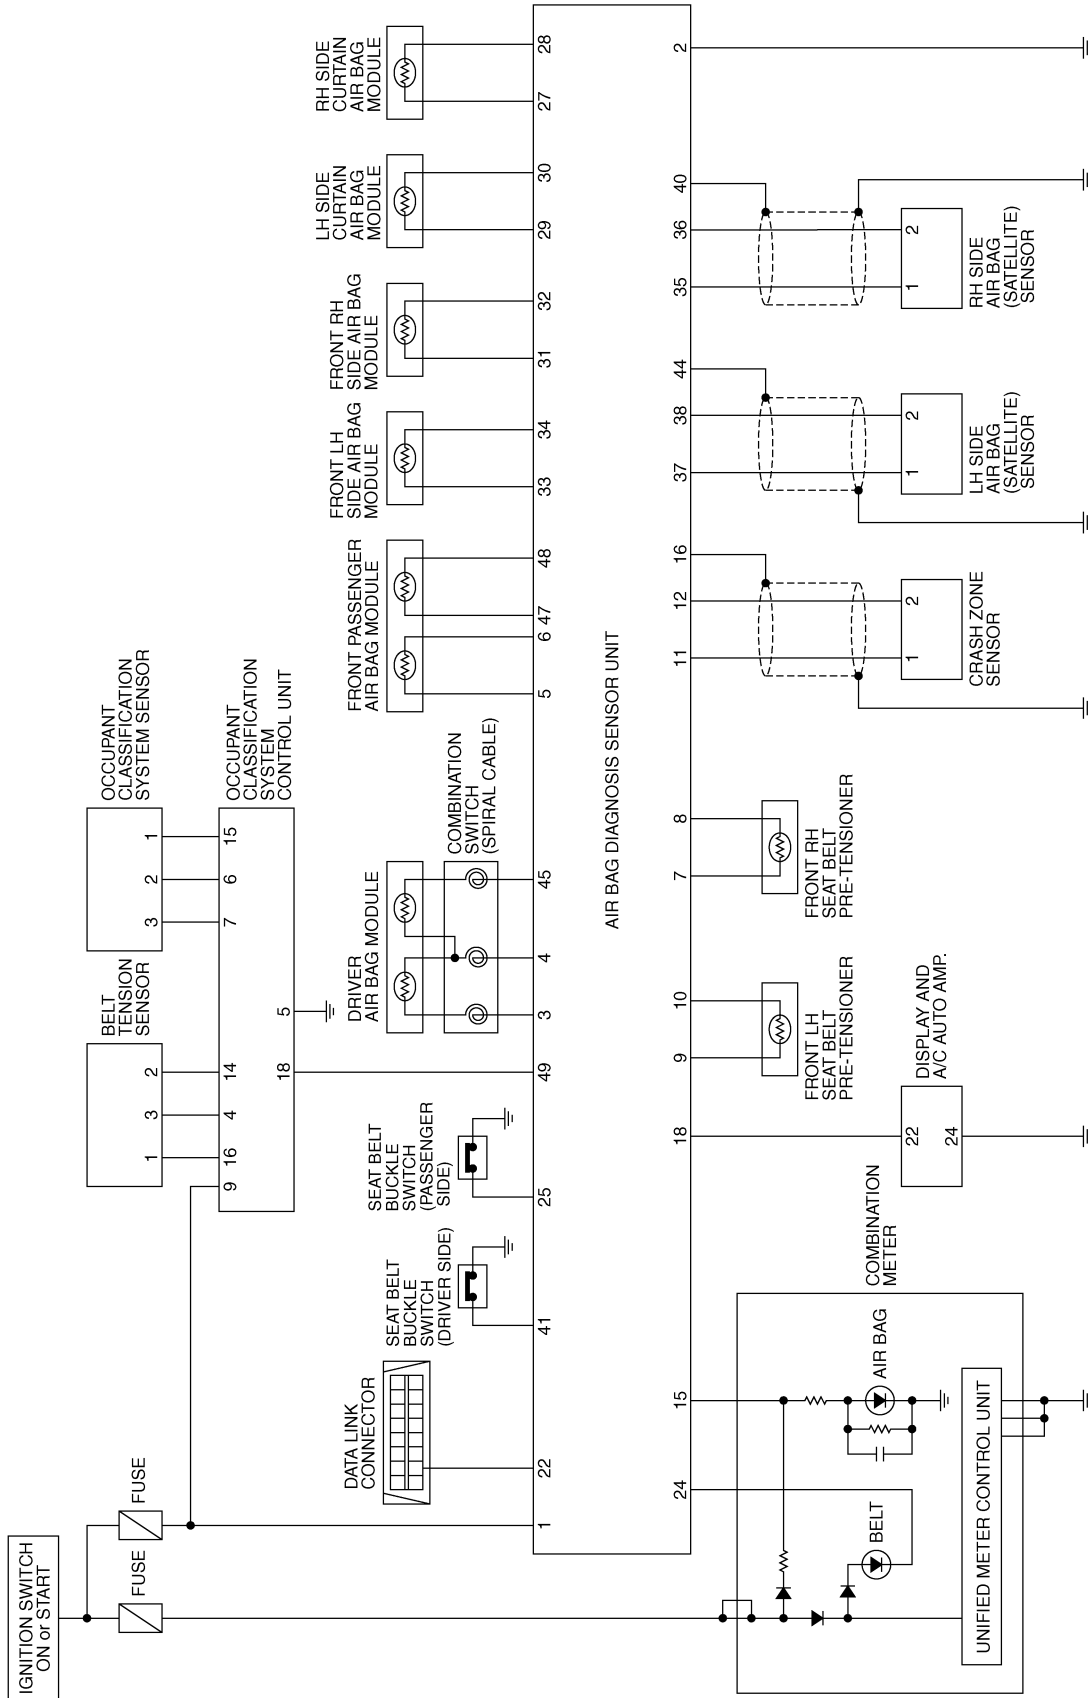 IGNITION SWITCH
ON or START
FUSE
FUSE
1
22
41
25
49
3
4
45
5
6
47
48
33
34
31
32
29
30
27
28
DATA LINK
CONNECTOR
SEAT BELT
BUCKLE
SWITCH
(DRIVER SIDE)
SEAT BELT
BUCKLE
SWITCH
(PASSENGER
SIDE)
BELT
TENSION
SENSOR
1
3
2
OCCUPANT
CLASSIFICATION
SYSTEM SENSOR
3
2
1
OCCUPANT
CLASSIFICATION
SYSTEM
CONTROL UNIT
9
16
4
14
7
6
15
18
5
DRIVER
AIR BAG MODULE
COMBINATION
SWITCH
(SPIRAL CABLE)
FRONT PASSENGER
AIR BAG MODULE
FRONT LH
SIDE AIR BAG
MODULE
FRONT RH
SIDE AIR BAG
MODULE
LH SIDE
CURTAIN
AIR BAG
MODULE
RH SIDE
CURTAIN
AIR BAG
MODULE
AIR BAG DIAGNOSIS SENSOR UNIT
24
15
18
9
10
7
8
11
12
16
37
38
44
35
36
40
2
COMBINATION
METER
BELT
AIR BAG
UNIFIED METER CONTROL UNIT
22
24
DISPLAY AND
A/C AUTO AMP.
FRONT LH
SEAT BELT
PRE-TENSIONER
FRONT RH
SEAT BELT
PRE-TENSIONER
1
2
CRASH ZONE
SENSOR
1
2
LH SIDE
AIR BAG
(SATELLITE)
SENSOR
1
2
RH SIDE
AIR BAG
(SATELLITE)
SENSOR